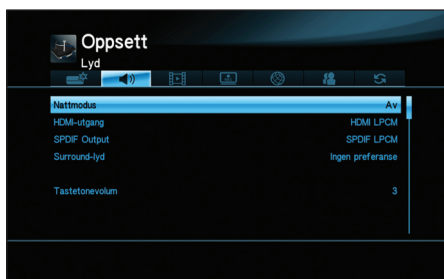 Oppsett
Lyd
Nattmodus Av
HDMI-utgang HDMI LPCM
SPDIF Output SPDIF LPCM
Surround-lyd Ingen preferanse
Tastetonevolum 3